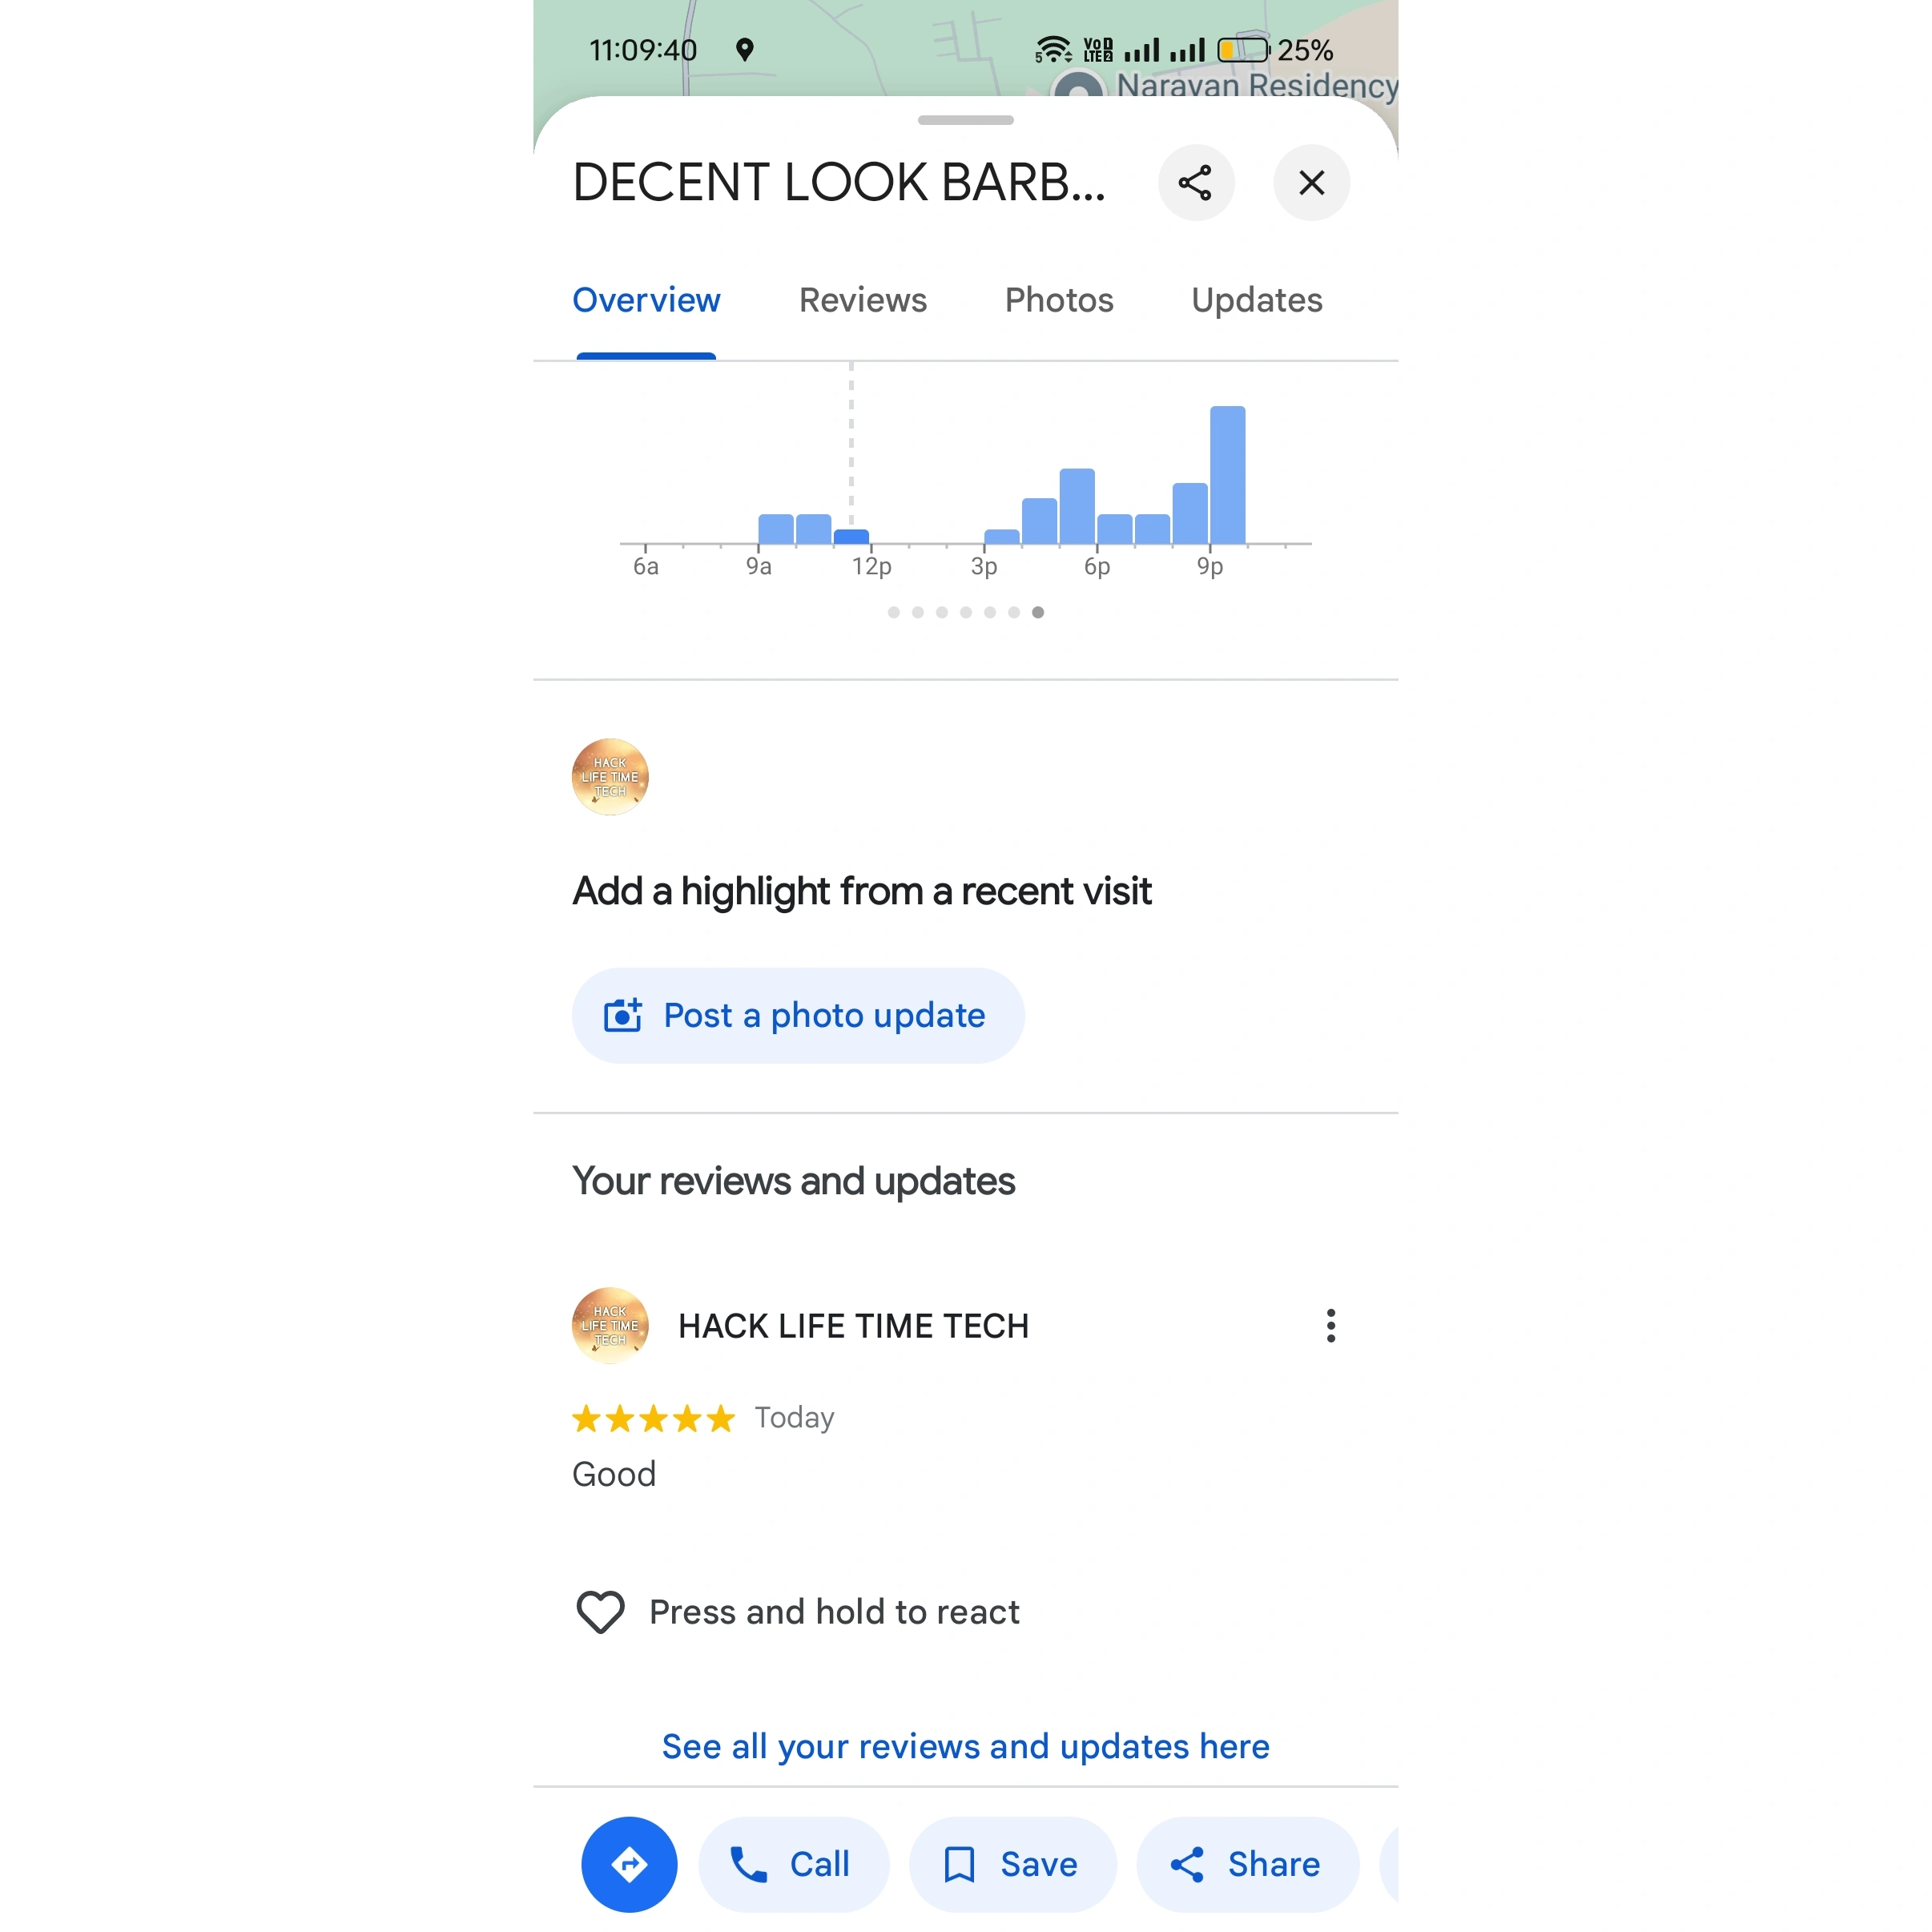 11:09:40 5 VoD LTE2 25%
Narayan Residency
DECENT LOOK BARB...
Overview Reviews Photos Updates
6a 9a 12p 3p 6p 9p
HACK
LIFE TIME
TECH
Add a highlight from a recent visit
Post a photo update
Your reviews and updates
HACK
LIFE TIME
TECH
HACK LIFE TIME TECH
Today
Good
Press and hold to react
See all your reviews and updates here
Call Save Share